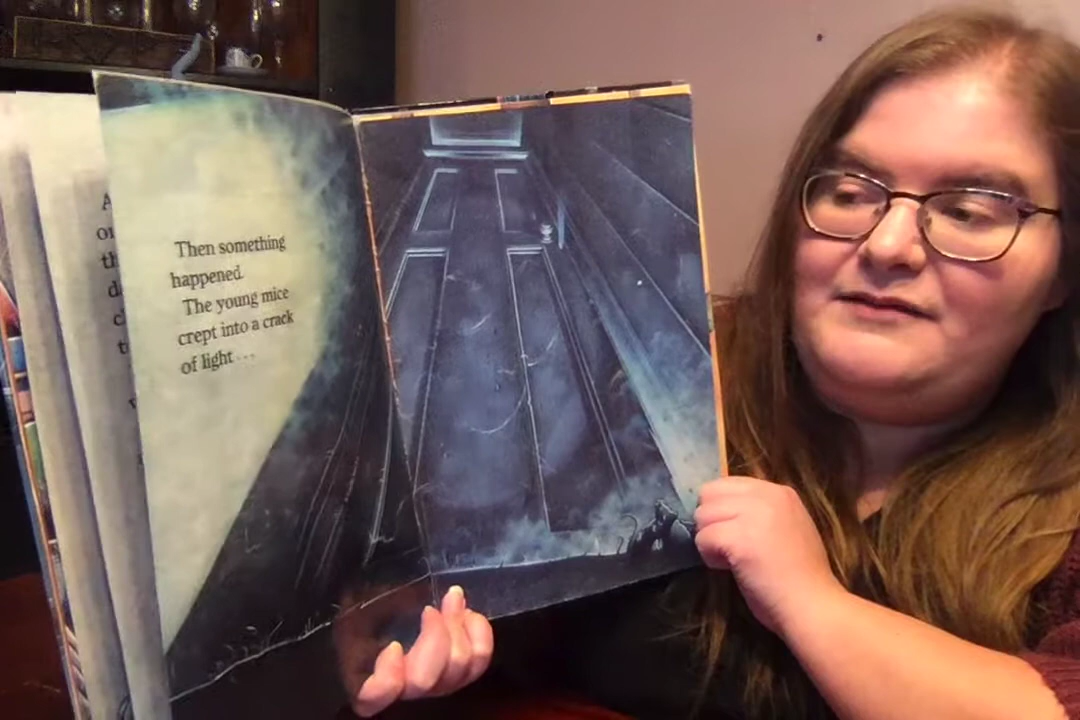 Then something
happened.
The young mice
crept into a crack
of light . . .